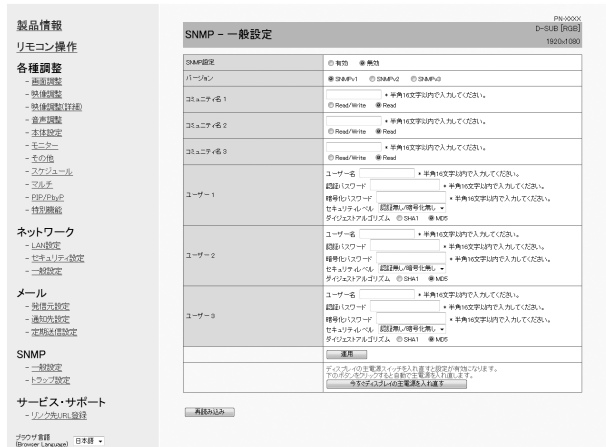 製品情報
リモコン操作
各種調整
- 画面調整
- 映像調整
- 映像調整(詳細)
- 音声調整
- 本体設定
- モニター
- その他
- スケジュール
- マルチ
- PIP/PbyP
- 特別機能
ネットワーク
- LAN設定
- セキュリティ設定
- 一般設定
メール
- 発信元設定
- 通知先設定
- 定期送信設定
SNMP
- 一般設定
- トラップ設定
サービス・サポート
- リンク先URL登録
ブラウザ言語
(Browser Language) 日本語
PN-XXXX
SNMP - 一般設定 D-SUB [RGB]
1920x1080
SNMP設定 有効 無効
バージョン SNMPv1 SNMPv2 SNMPv3
コミュニティ名 1 * 半角16文字以内で入力してください。
Read/Write Read
コミュニティ名 2 * 半角16文字以内で入力してください。
Read/Write Read
コミュニティ名 3 * 半角16文字以内で入力してください。
Read/Write Read
ユーザー 1
ユーザー名 * 半角16文字以内で入力してください。
認証パスワード * 半角16文字以内で入力してください。
暗号化パスワード * 半角16文字以内で入力してください。
セキュリティレベル 認証無し/暗号化無し
ダイジェストアルゴリズム SHA1 MD5
ユーザー 2
ユーザー名 * 半角16文字以内で入力してください。
認証パスワード * 半角16文字以内で入力してください。
暗号化パスワード * 半角16文字以内で入力してください。
セキュリティレベル 認証無し/暗号化無し
ダイジェストアルゴリズム SHA1 MD5
ユーザー 3
ユーザー名 * 半角16文字以内で入力してください。
認証パスワード * 半角16文字以内で入力してください。
暗号化パスワード * 半角16文字以内で入力してください。
セキュリティレベル 認証無し/暗号化無し
ダイジェストアルゴリズム SHA1 MD5
適用
ディスプレイの主電源スイッチを入れ直すと設定が有効になります。
下のボタンをクリックすると自動で主電源を入れ直します。
今すぐディスプレイの主電源を入れ直す
再読み込み